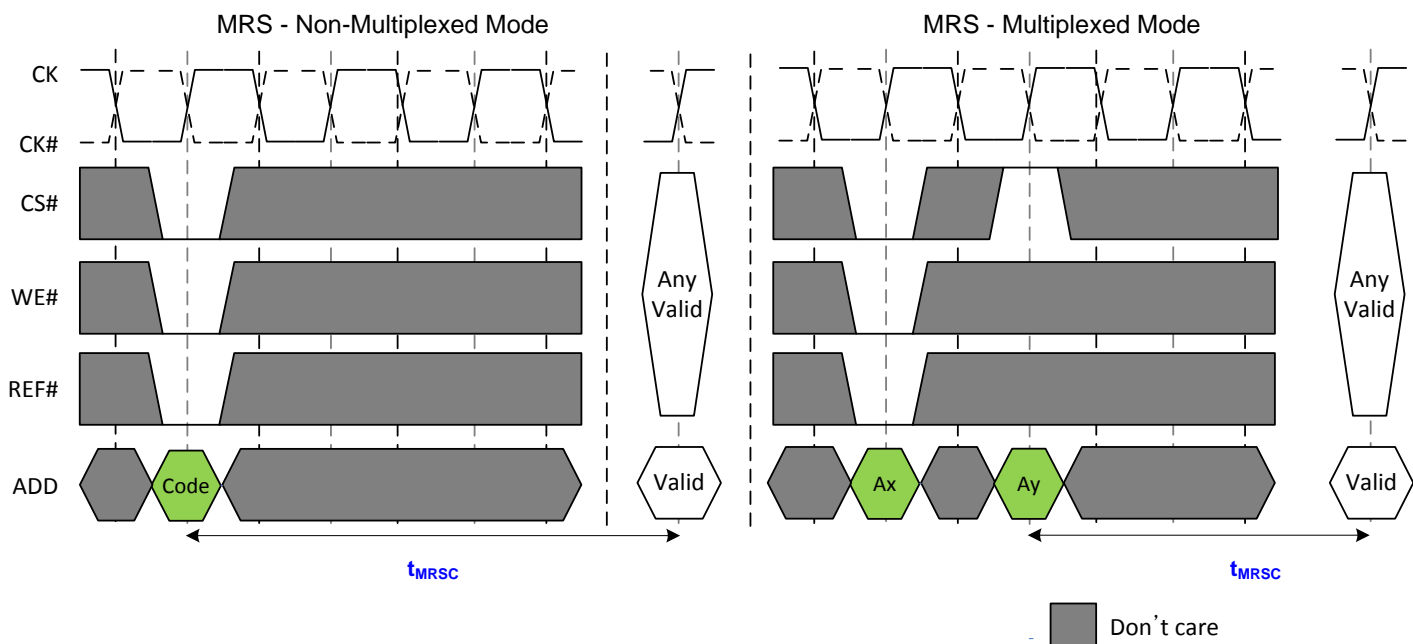 MRS - Non-Multiplexed Mode
MRS - Multiplexed Mode
CK
CK#
CS#
WE#
REF#
ADD
Any
Valid
Any
Valid
Code
Valid
Ax
Ay
Valid
tMRSC
tMRSC
Don't care